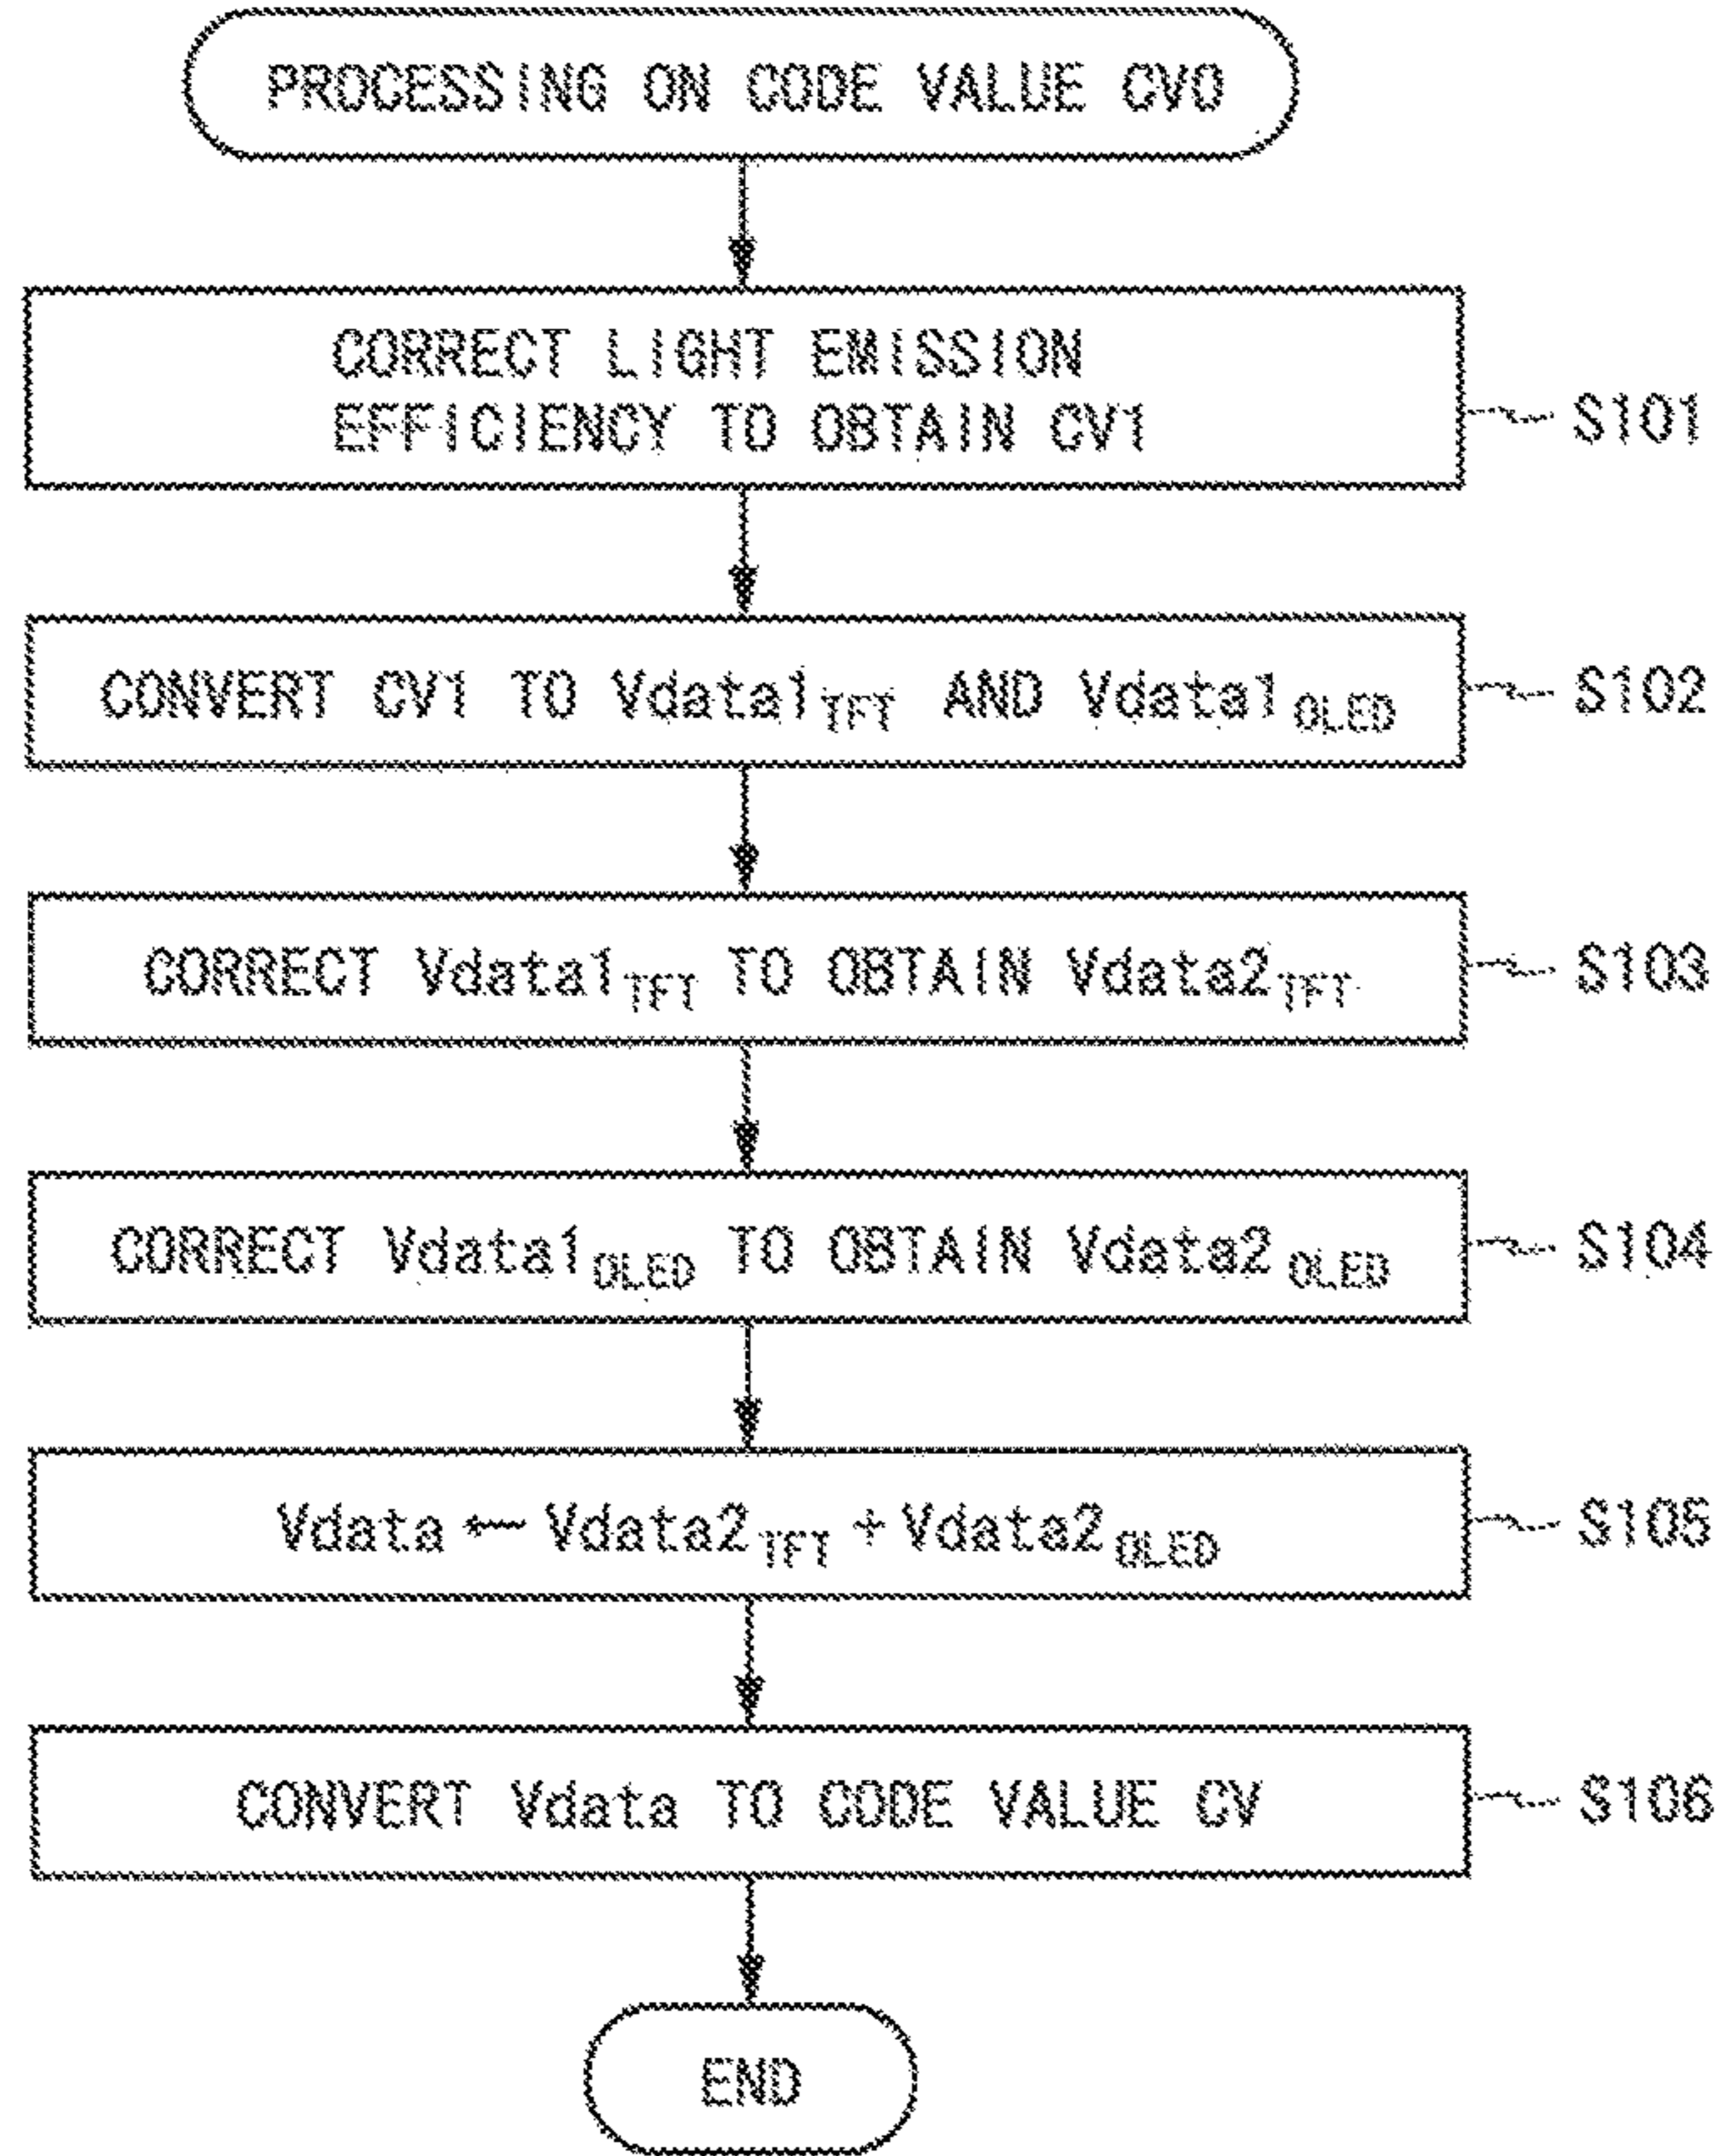 PROCESSING ON CODE VALUE CV0
CORRECT LIGHT EMISSION
EFFICIENCY TO OBTAIN CV1
S101
CONVERT CV1 TO Vdata1TFT AND Vdata1OLED
S102
CORRECT Vdata1TFT TO OBTAIN Vdata2TFT
S103
CORRECT Vdata1OLED TO OBTAIN Vdata2OLED
S104
Vdata ← Vdata2TFT + Vdata2OLED
S105
CONVERT Vdata TO CODE VALUE CV
S106
END